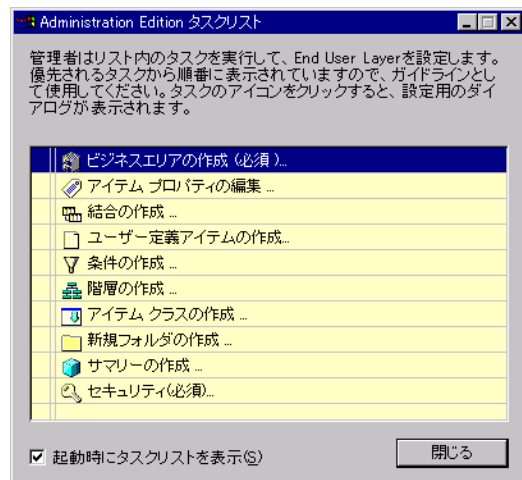 Administration Edition タスクリスト
管理者はリスト内のタスクを実行して、End User Layerを設定します。
優先されるタスクから順番に表示されていますので、ガイドラインとし
て使用してください。タスクのアイコンをクリックすると、設定用のダイ
アログが表示されます。
ビジネスエリアの作成 (必須 )...
アイテム プロパティの編集 ...
結合の作成 ...
ユーザー定義アイテムの作成...
条件の作成 ...
階層の作成 ...
アイテム クラスの作成 ...
新規フォルダの作成 ...
サマリーの作成 ...
セキュリティ(必須)...
起動時にタスクリストを表示(S)
閉じる